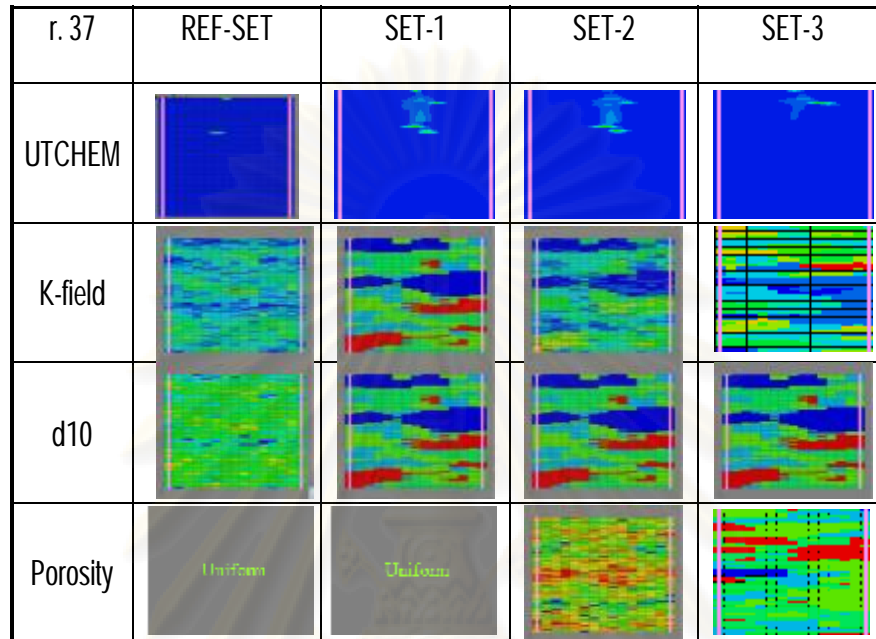 r. 37 REF-SET SET-1 SET-2 SET-3
UTCHEM
K-field
d10
Porosity Uniform Uniform